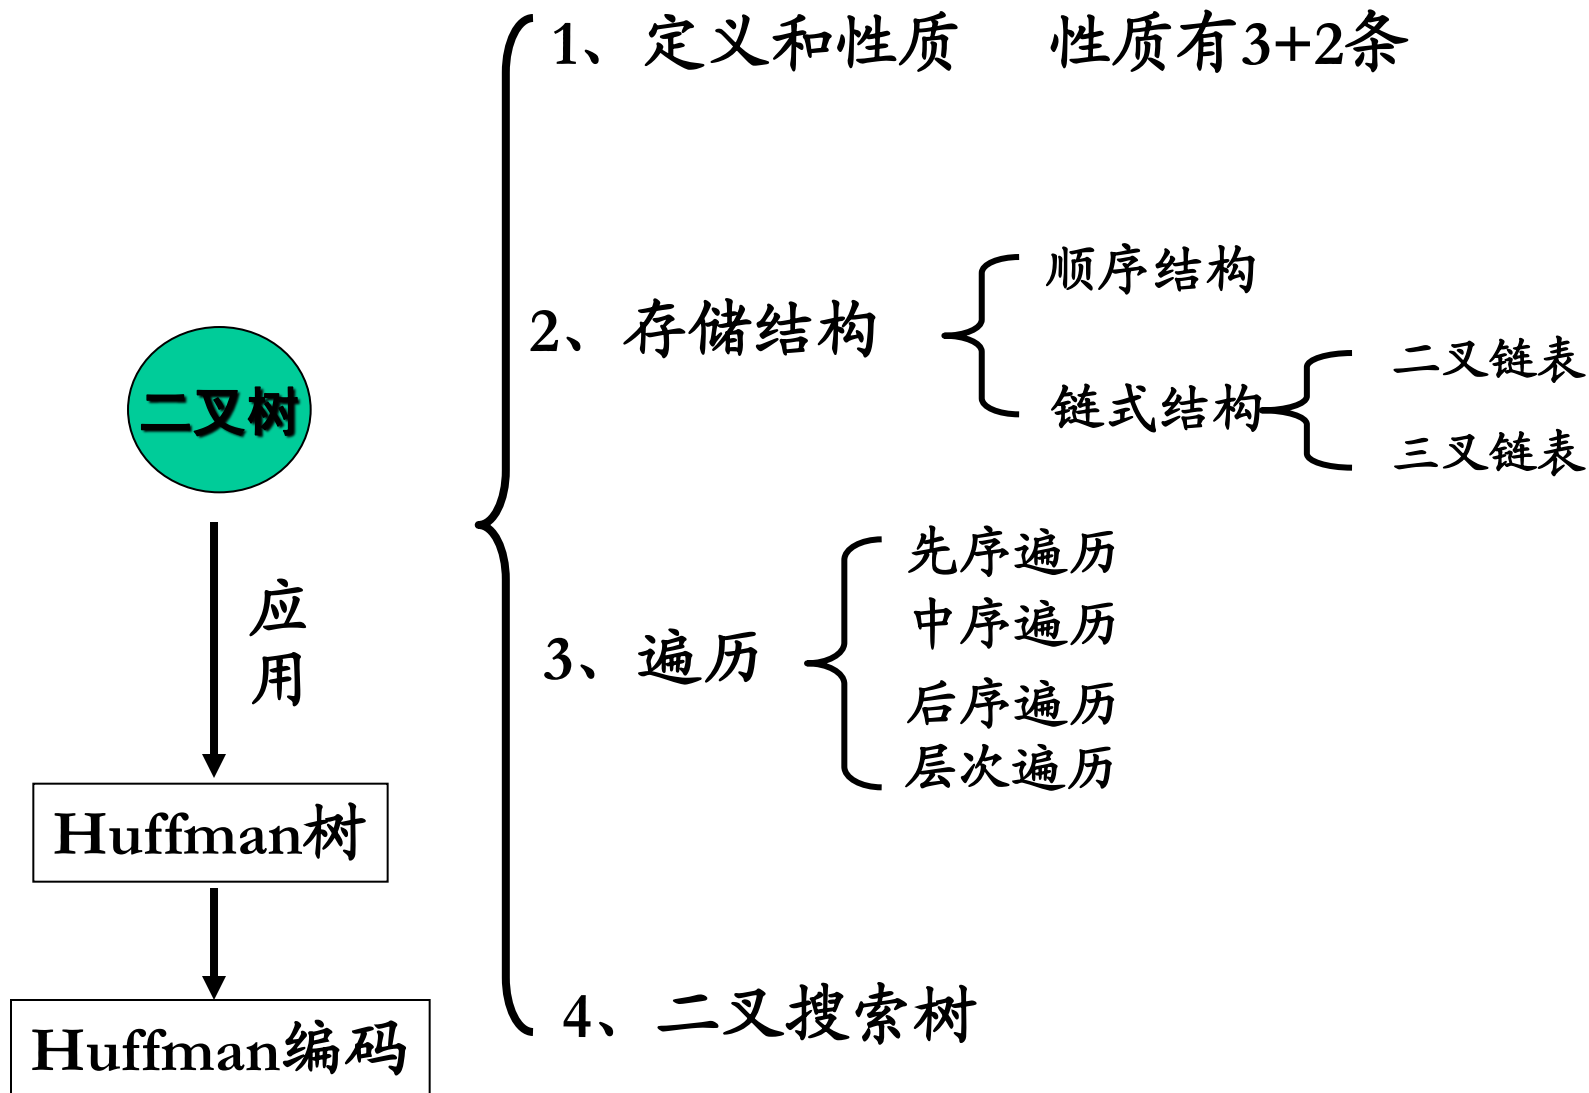 1、定义和性质 性质有3+2条
2、存储结构
顺序结构
链式结构
二叉链表
三叉链表
二叉树
应
用
3、遍历
先序遍历
中序遍历
后序遍历
层次遍历
Huffman树
4、二叉搜索树
Huffman编码